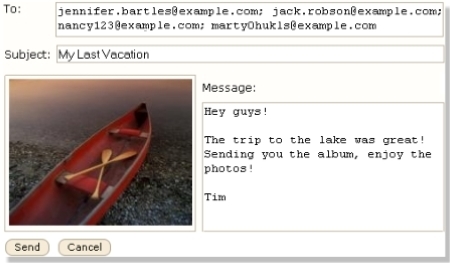 To:
jennifer.bartles@example.com; jack.robson@example.com;
nancy123@example.com; martyOhukls@example.com
Subject: My Last Vacation
Message:
Hey guys!
The trip to the lake was great!
Sending you the album, enjoy the
photos!
Tim
Send Cancel